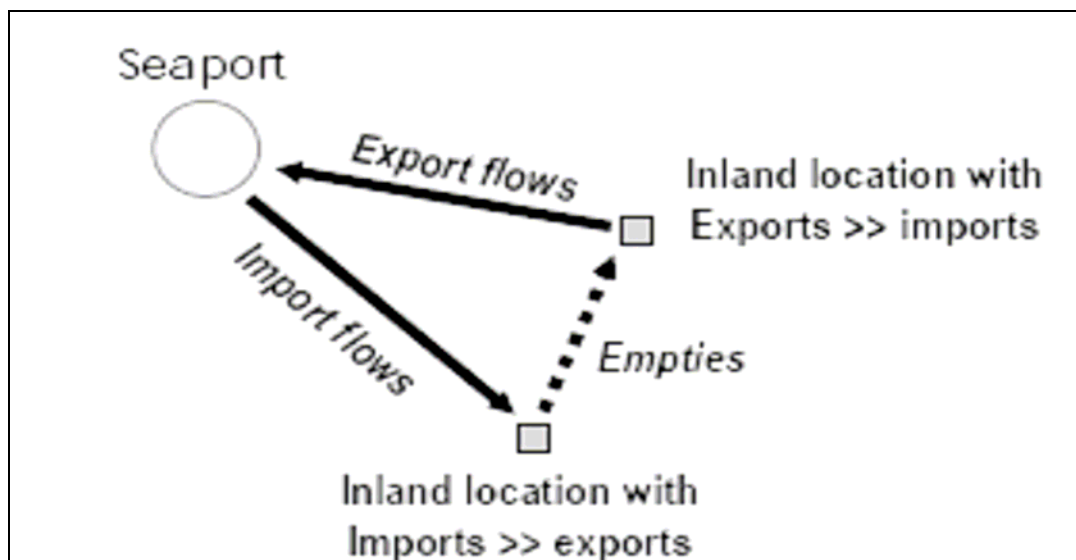 Seaport
Export flows
Inland location with
Exports >> imports
Import flows
Empties
Inland location with
Imports >> exports